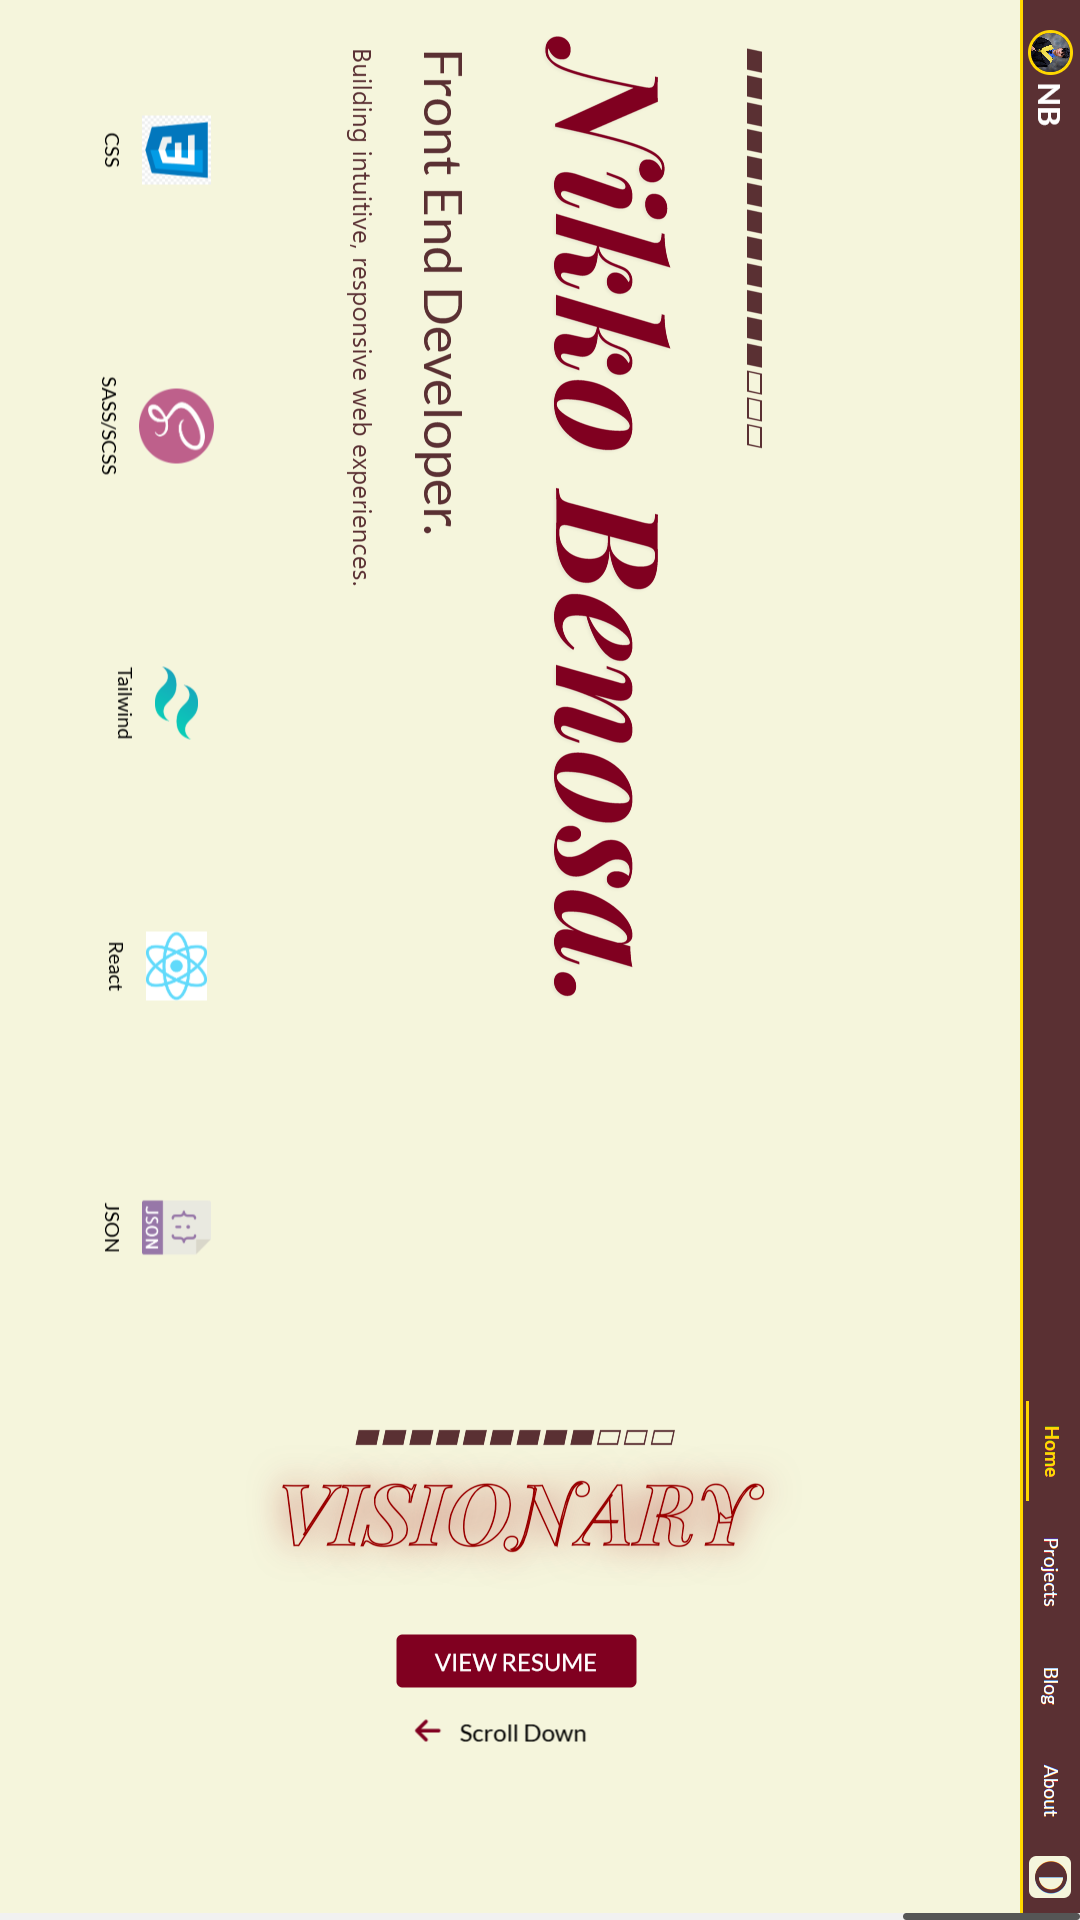 NB
Home
Projects
Blog
About
Nikko Benosa.
Front End Developer.
Building intuitive, responsive web experiences.
VISIONARY
VIEW RESUME
Scroll Down
CSS
SASS/SCSS
Tailwind
React
JSON
JSON